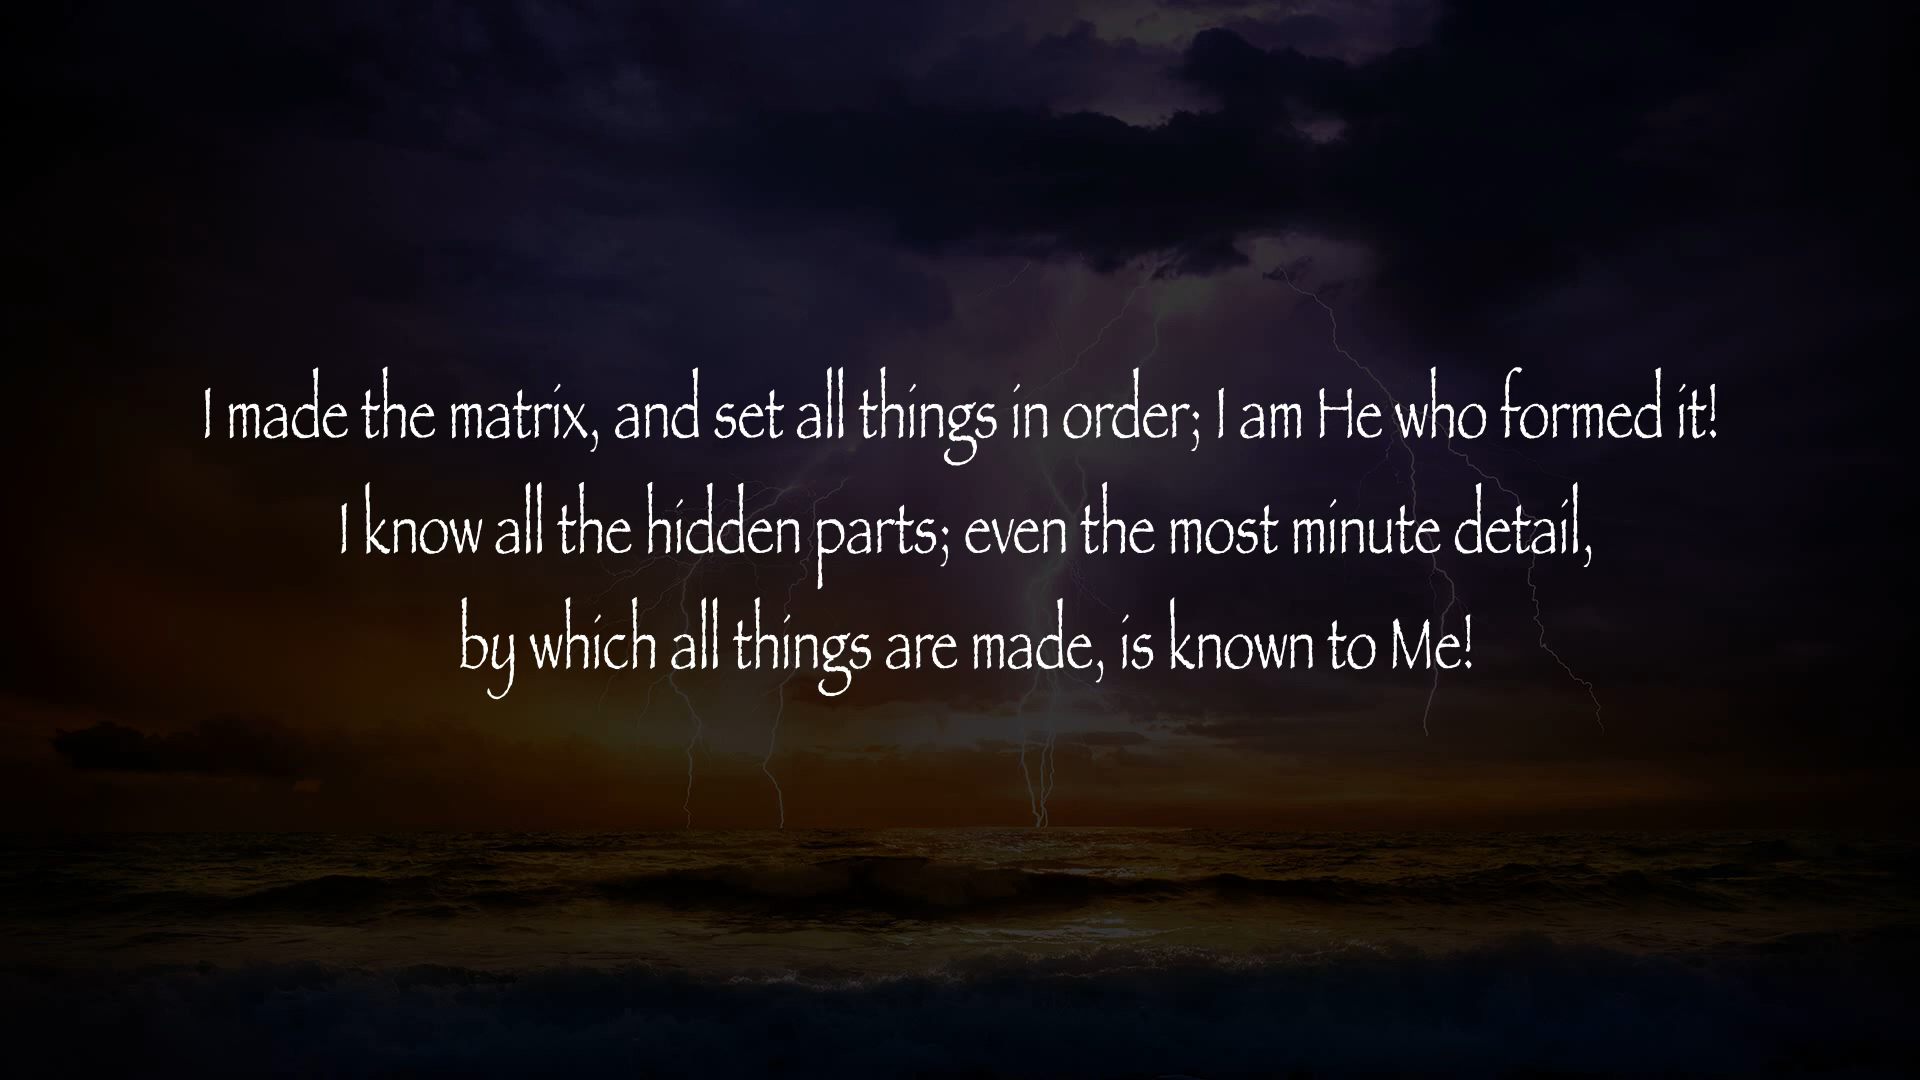 I made the matrix, and set all things in order; I am He who formed it!
I know all the hidden parts; even the most minute detail,
by which all things are made, is known to Me!